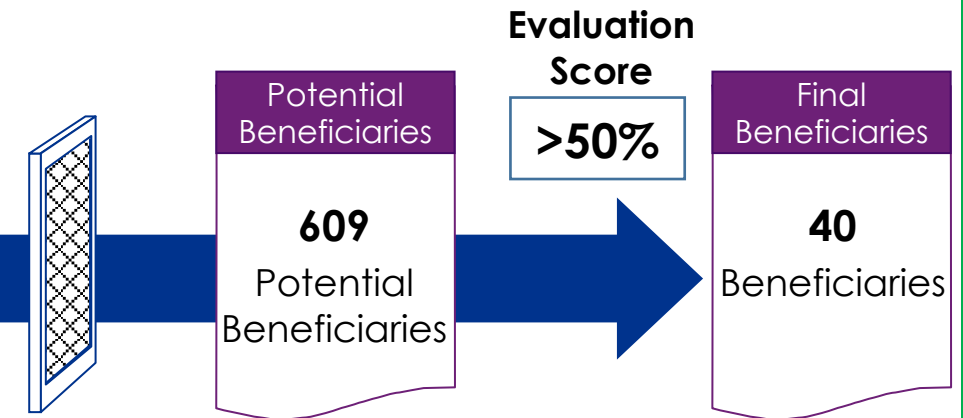 Evaluation
Score
>50%
Potential
Beneficiaries
609
Potential
Beneficiaries
Final
Beneficiaries
40
Beneficiaries